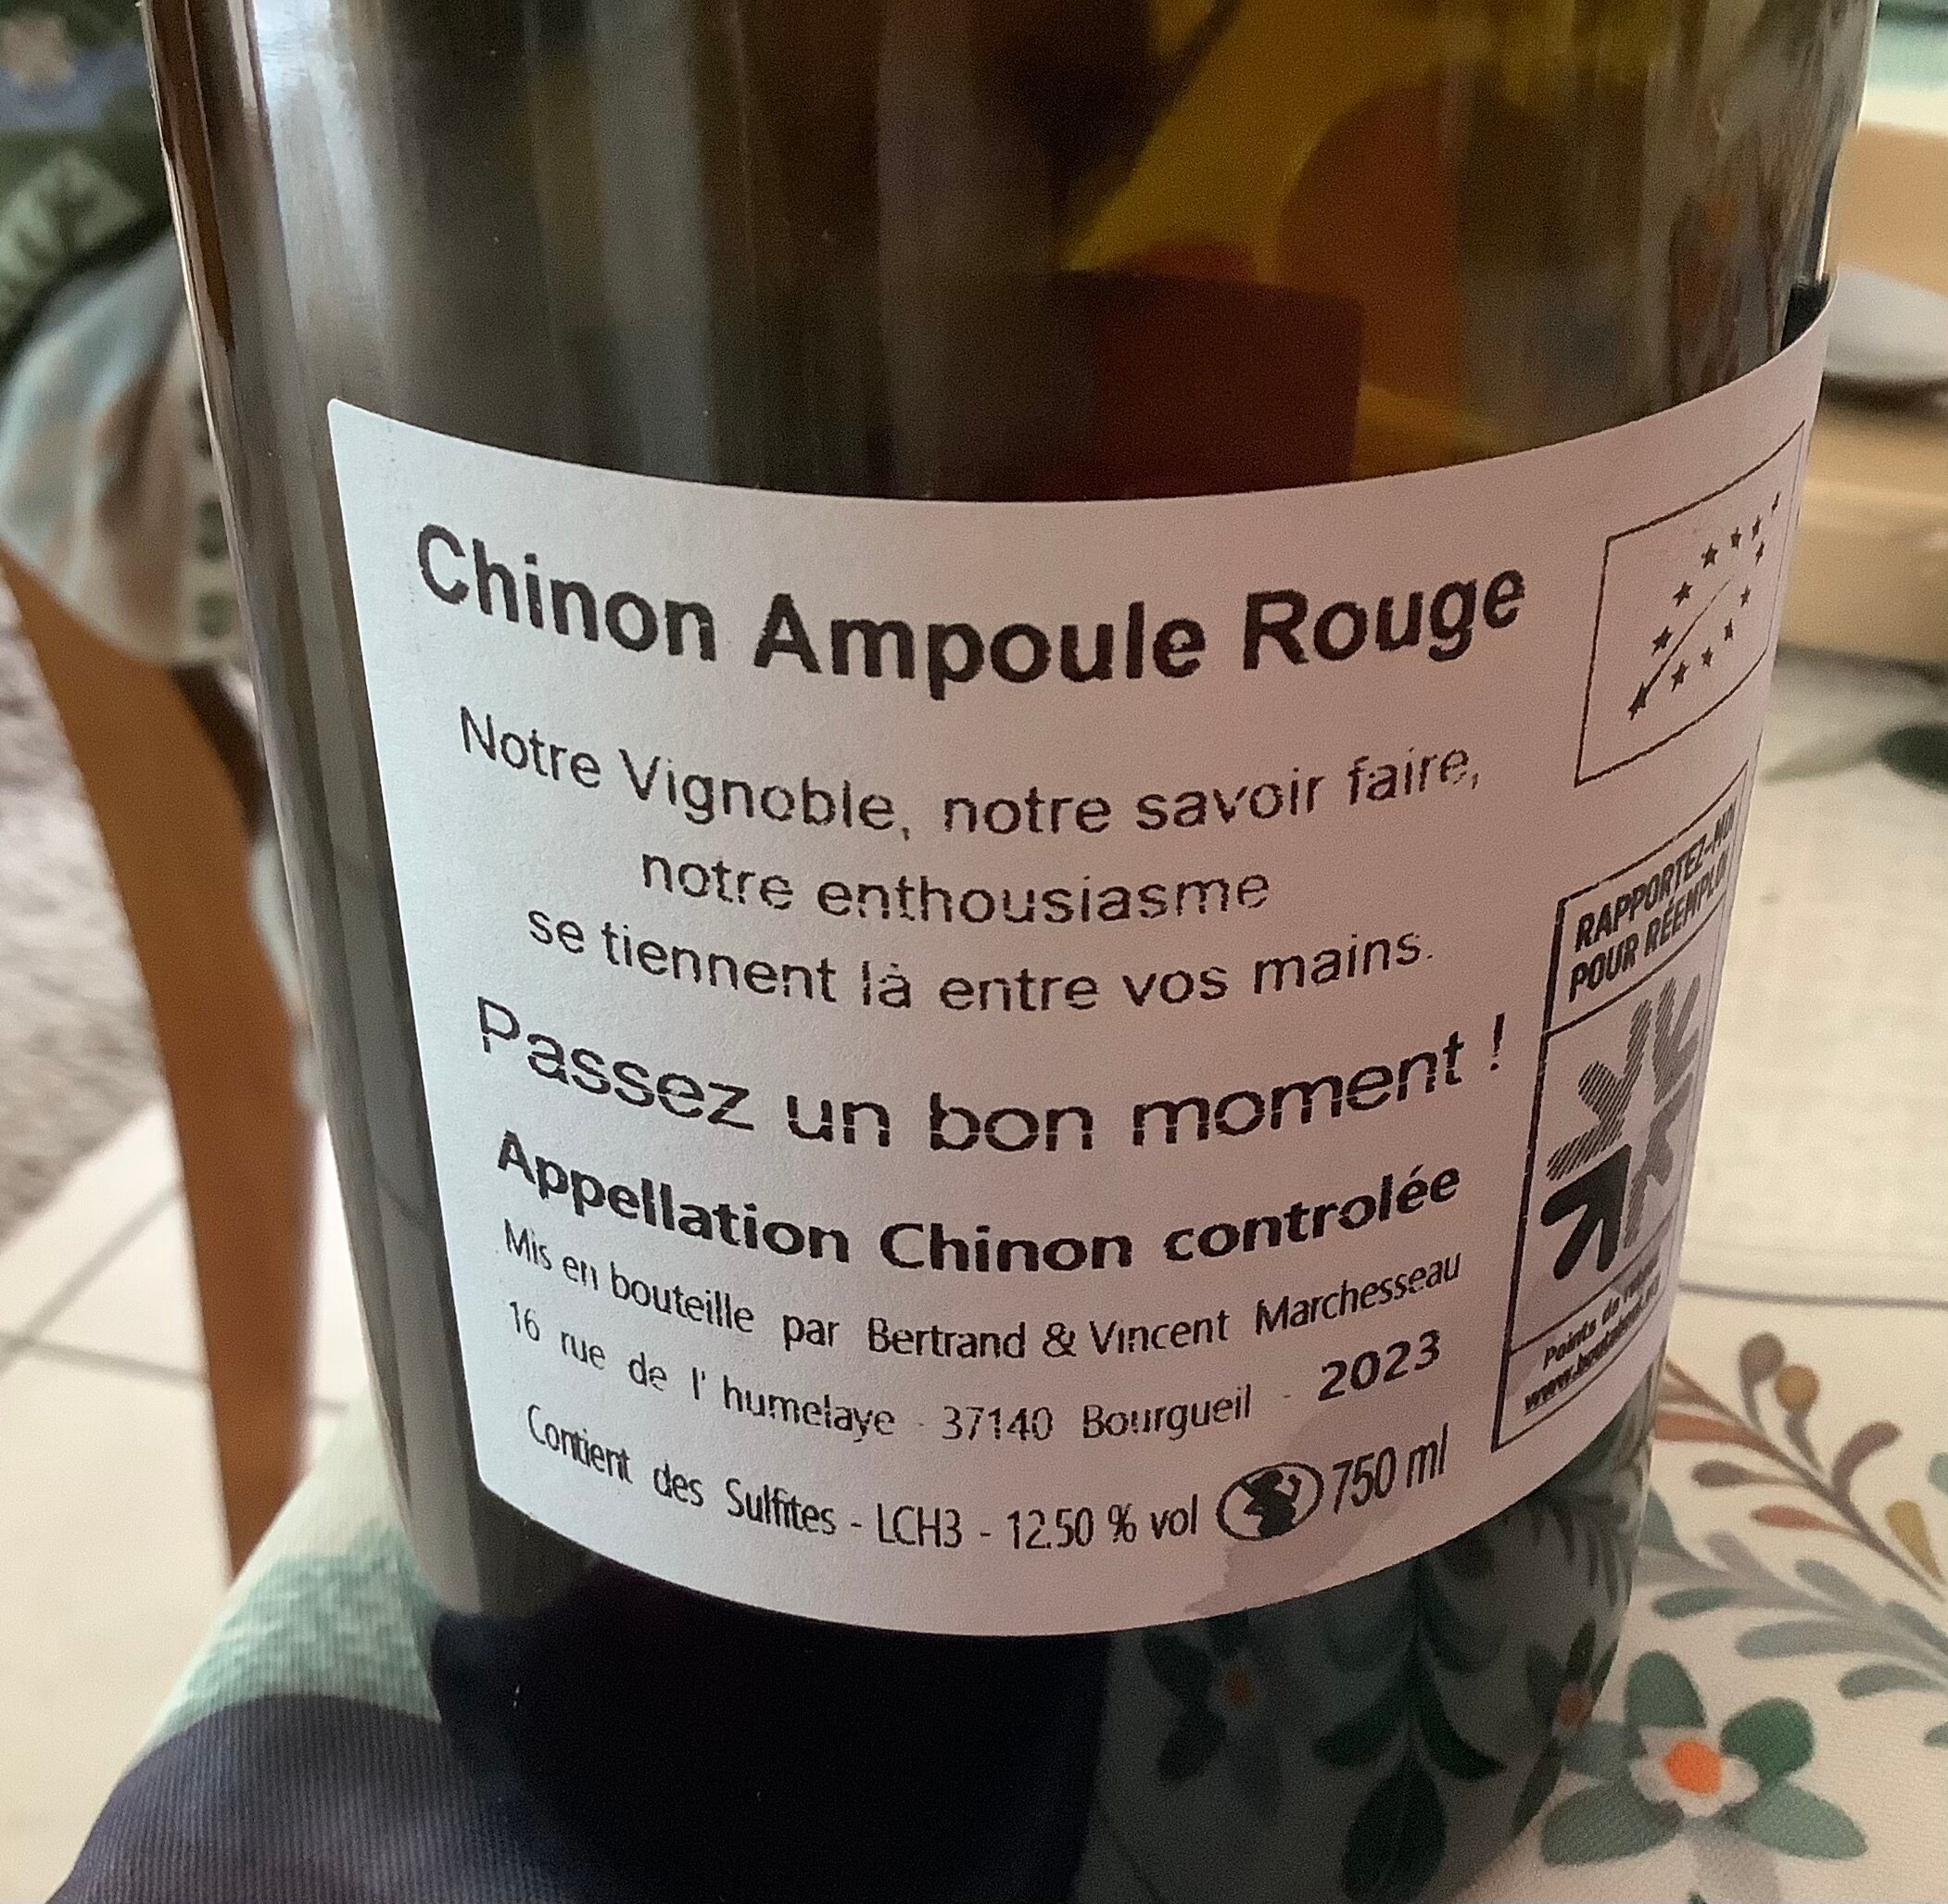 Chinon Ampoule Rouge
Notre Vignoble, notre savoir faire,
notre enthousiasme
se tiennent là entre vos mains.
Passez un bon moment !
Appellation Chinon controlée
Mis en bouteille par Bertrand & Vincent Marchesseau
16 rue de l' humelaye - 37140 Bourgueil - 2023
Contient des Sulfites - LCH3 - 12.50 % vol 750 ml
RAPPORTEZ-MOI
POUR RÉEMPLOI
Points de